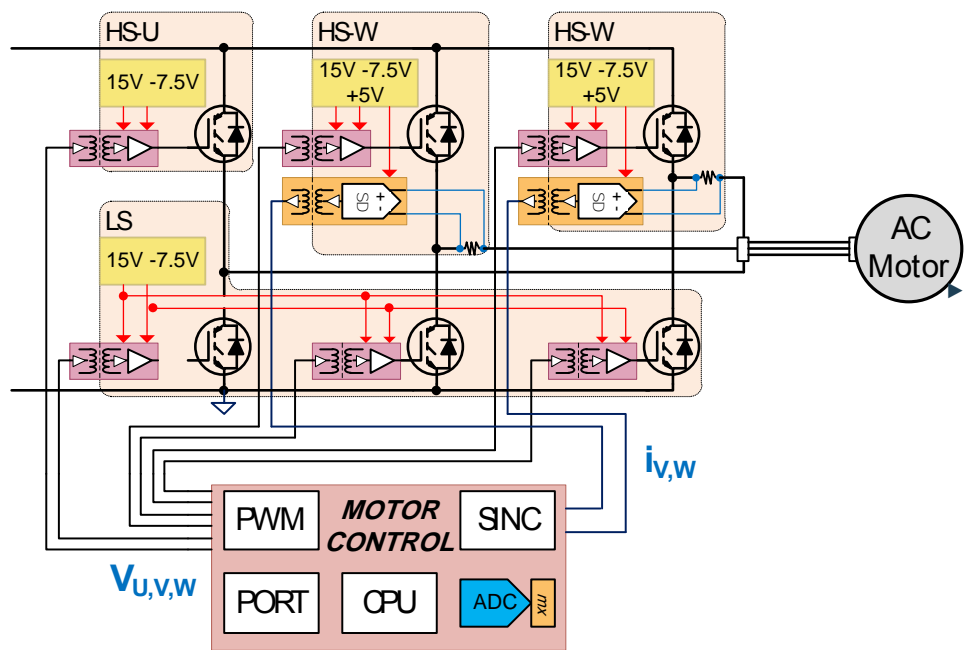 HS-U
HS-W
HS-W
15V -7.5V
15V -7.5V
+5V
15V -7.5V
+5V
SD
+ -
SD
+ -
LS
15V -7.5V
AC
Motor
iV,W
PWM
MOTOR
CONTROL
SINC
VU,V,W
PORT
CPU
ADC
mx